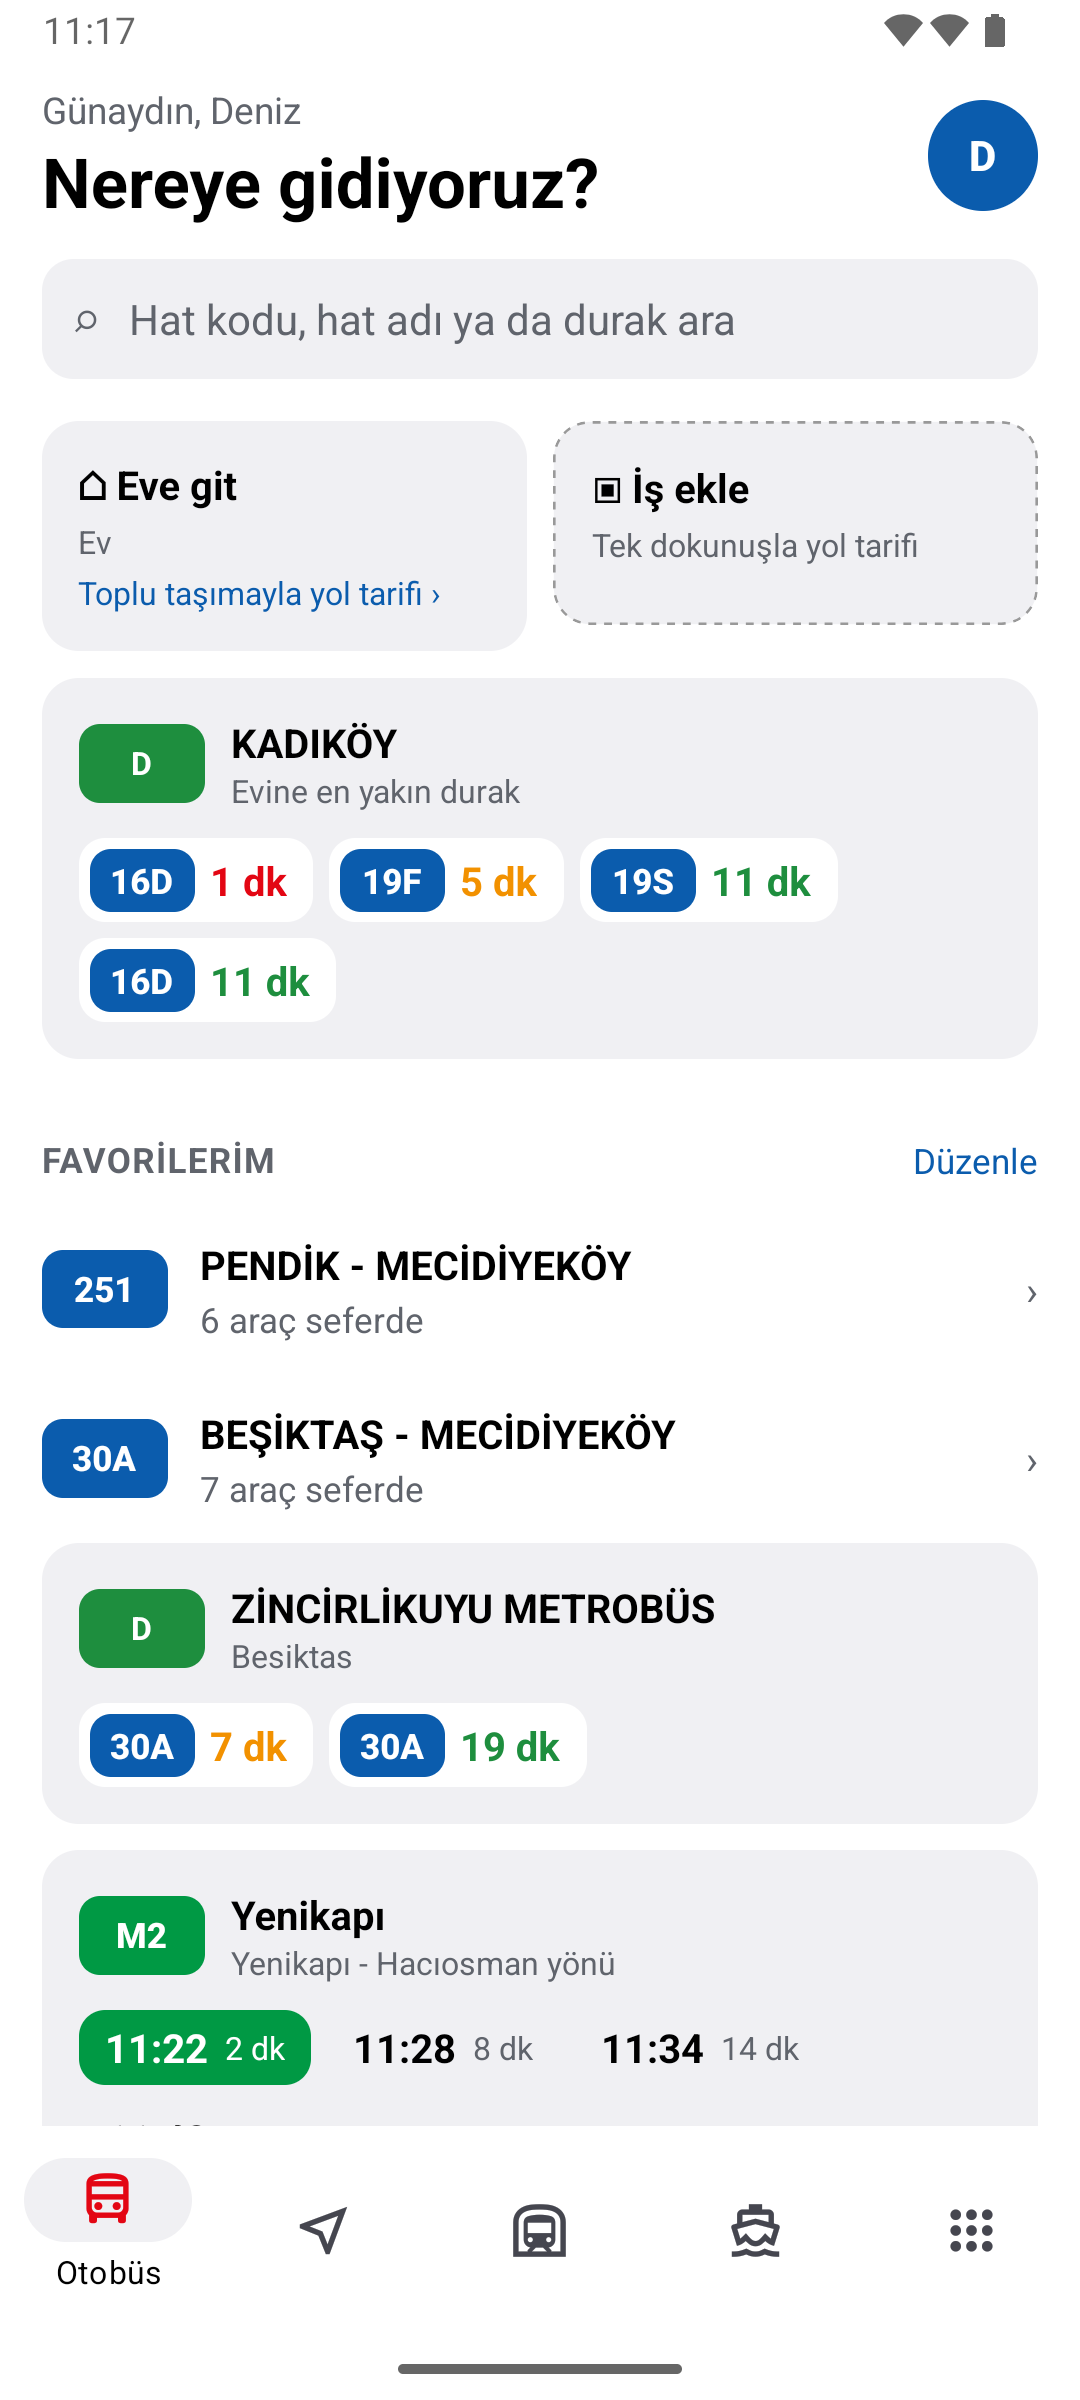 11:17
Günaydın, Deniz
Nereye gidiyoruz?
D
Hat kodu, hat adı ya da durak ara
Eve git
Ev
Toplu taşımayla yol tarifi ›
İş ekle
Tek dokunuşla yol tarifi
D
KADIKÖY
Evine en yakın durak
16D 1 dk
19F 5 dk
19S 11 dk
16D 11 dk
FAVORİLERİM
Düzenle
251
PENDİK - MECİDİYEKÖY
6 araç seferde
›
30A
BEŞİKTAŞ - MECİDİYEKÖY
7 araç seferde
›
D
ZİNCİRLİKUYU METROBÜS
Besiktas
30A 7 dk
30A 19 dk
M2
Yenikapı
Yenikapı - Hacıosman yönü
11:22 2 dk
11:28 8 dk
11:34 14 dk
Otobüs